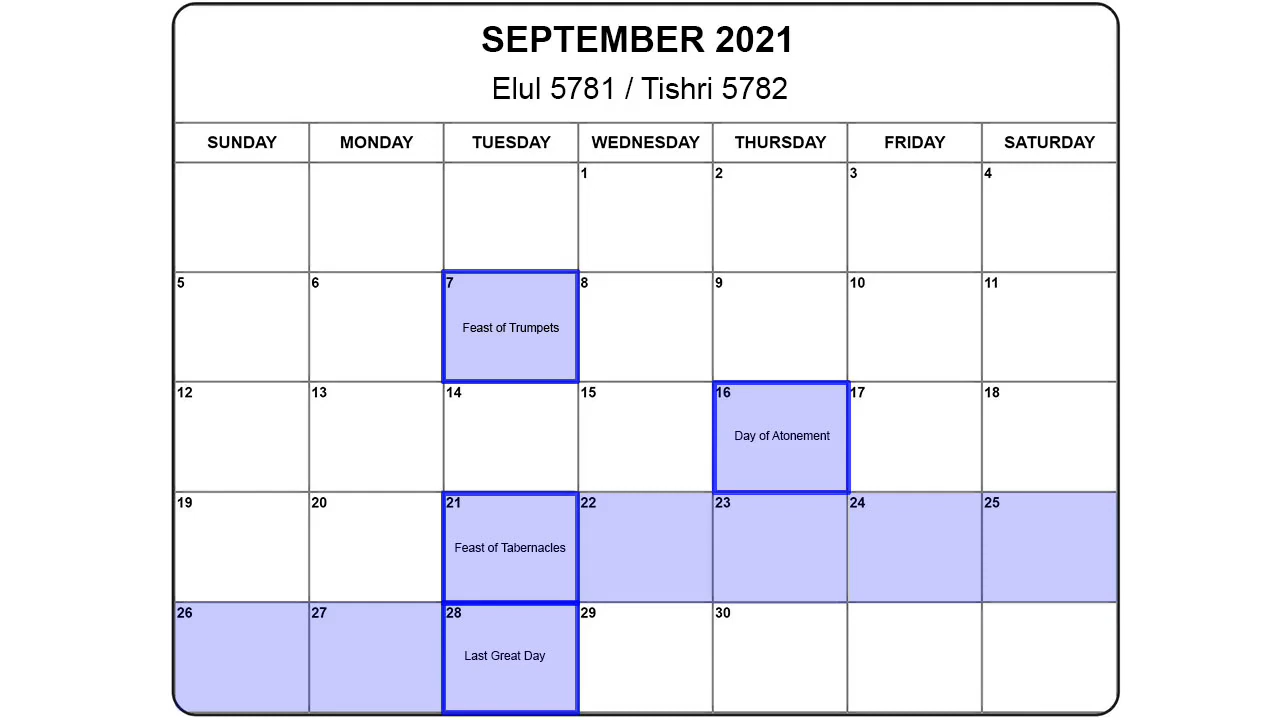 SEPTEMBER 2021
Elul 5781 / Tishri 5782
SUNDAY MONDAY TUESDAY WEDNESDAY THURSDAY FRIDAY SATURDAY
1 2 3 4
5 6 7 8 9 10 11
Feast of Trumpets
12 13 14 15 16 17 18
Day of Atonement
19 20 21 22 23 24 25
Feast of Tabernacles
26 27 28 29 30
Last Great Day